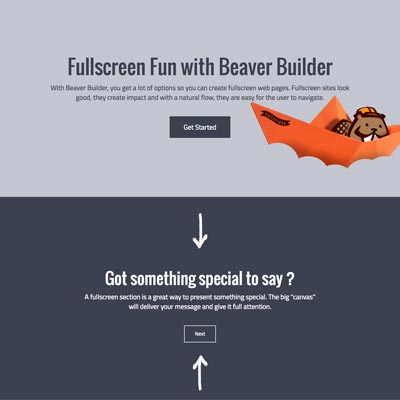 Fullscreen Fun with Beaver Builder
With Beaver Builder, you get a lot of options so you can create fullscreen web pages. Fullscreen sites look
good, they create impact and with a natural flow, they are easy for the user to navigate.
Get Started
Got something special to say ?
A fullscreen section is a great way to present something special. The big "canvas"
will deliver your message and give it full attention.
Next